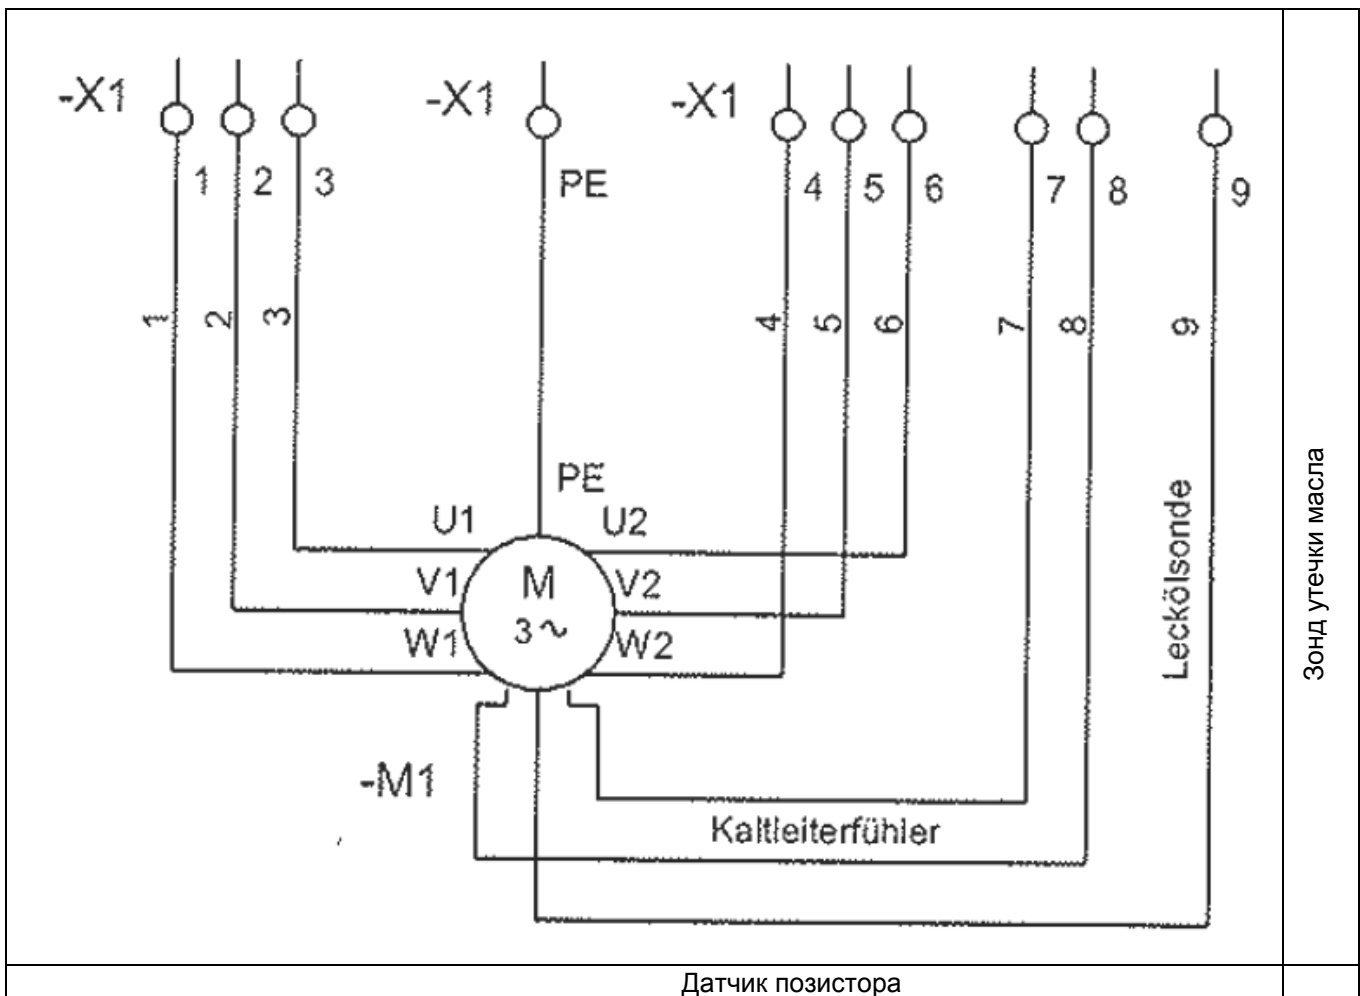 -X1 -X1 -X1
1 2 3 PE 4 5 6 7 8 9
1 2 3 4 5 6 7 8 9
PE
U1 U2
V1 M V2
3~
W1 W2
-M1
Kaltleiterfühler
Leckölsonde
Зонд утечки масла
Датчик позистора